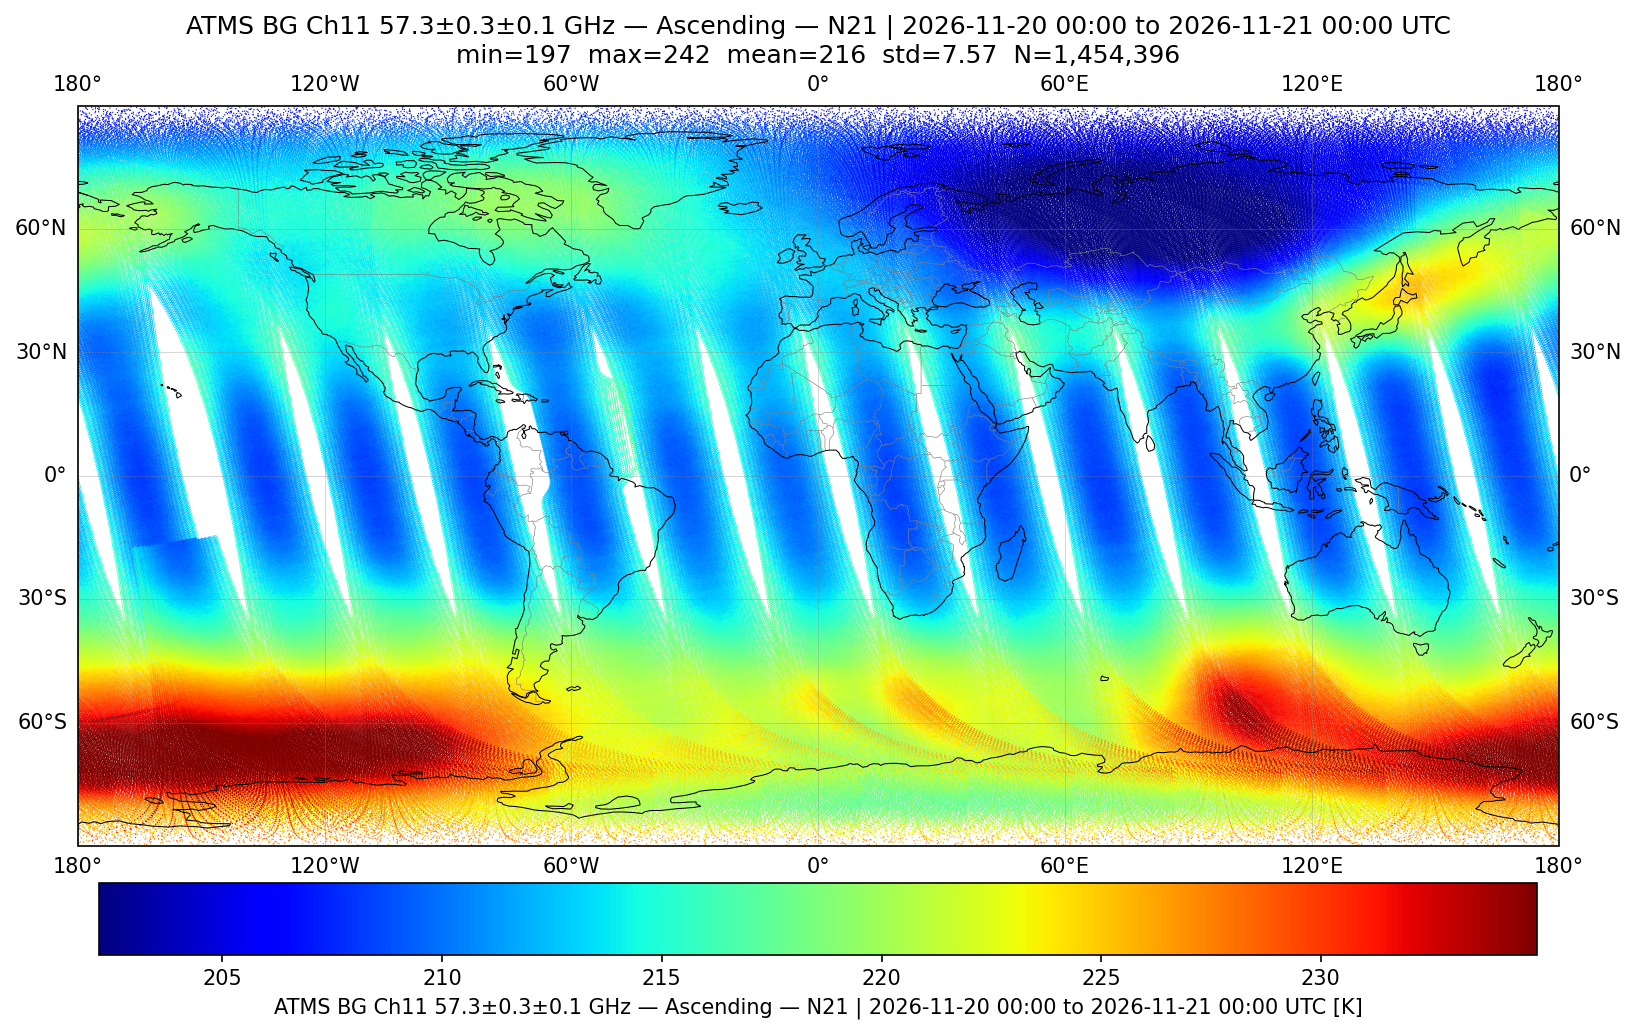 ATMS BG Ch11 57.3±0.3±0.1 GHz — Ascending — N21 | 2026-11-20 00:00 to 2026-11-21 00:00 UTC
min=197 max=242 mean=216 std=7.57 N=1,454,396
180° 120°W 60°W 0° 60°E 120°E 180°
60°N 60°N
30°N 30°N
0° 0°
30°S 30°S
60°S 60°S
180° 120°W 60°W 0° 60°E 120°E 180°
205 210 215 220 225 230
ATMS BG Ch11 57.3±0.3±0.1 GHz — Ascending — N21 | 2026-11-20 00:00 to 2026-11-21 00:00 UTC [K]